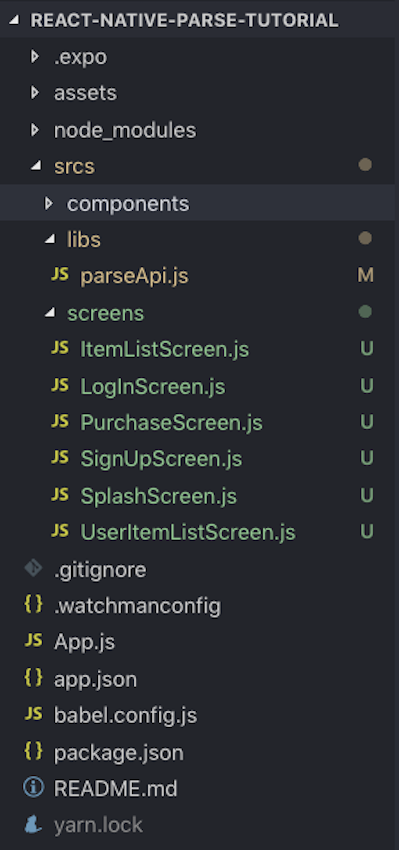 REACT-NATIVE-PARSE-TUTORIAL
.expo
assets
node_modules
srcs
components
libs
JS parseApi.js M
screens
JS ItemListScreen.js U
JS LogInScreen.js U
JS PurchaseScreen.js U
JS SignUpScreen.js U
JS SplashScreen.js U
JS UserItemListScreen.js U
.gitignore
{} .watchmanconfig
JS App.js
{} app.json
JS babel.config.js
{} package.json
README.md
yarn.lock